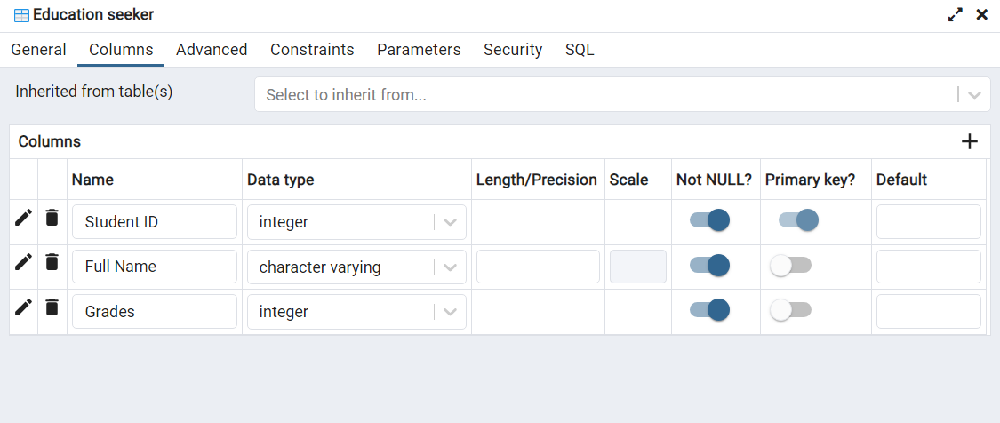 Education seeker
General Columns Advanced Constraints Parameters Security SQL
Inherited from table(s) Select to inherit from...
Columns
Name Data type Length/Precision Scale Not NULL? Primary key? Default
Student ID integer
Full Name character varying
Grades integer